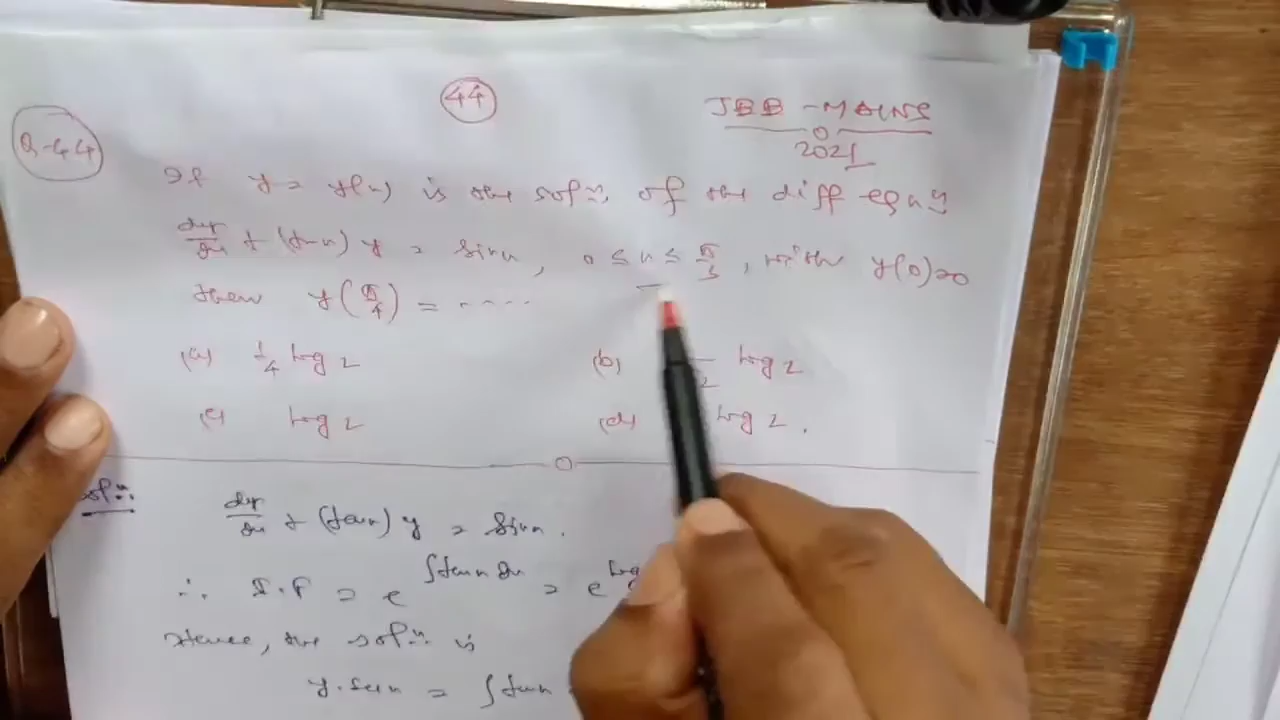 44
JEE - MAINS
2021
Q-44
If y = y(x) is the solⁿ. of the diff eqnⁿ
dy/dx + (tan x) y = sin x, 0 ≤ x ≤ π/3, with y(0)=0
then y(π/4) = .....
(a) 1/4 log 2 (b) 2 log 2
(c) log 2 (d) log 2.
Solⁿ:
dy/dx + (tan x) y = sin x.
∴ I.F = e^∫tan x dx = e^log
Hence, the solⁿ. is
y. sec x = ∫ tan